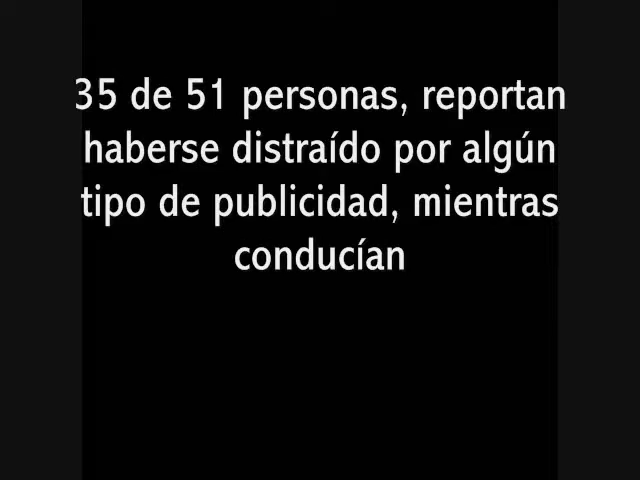 35 de 51 personas, reportan
haberse distraído por algún
tipo de publicidad, mientras
conducían